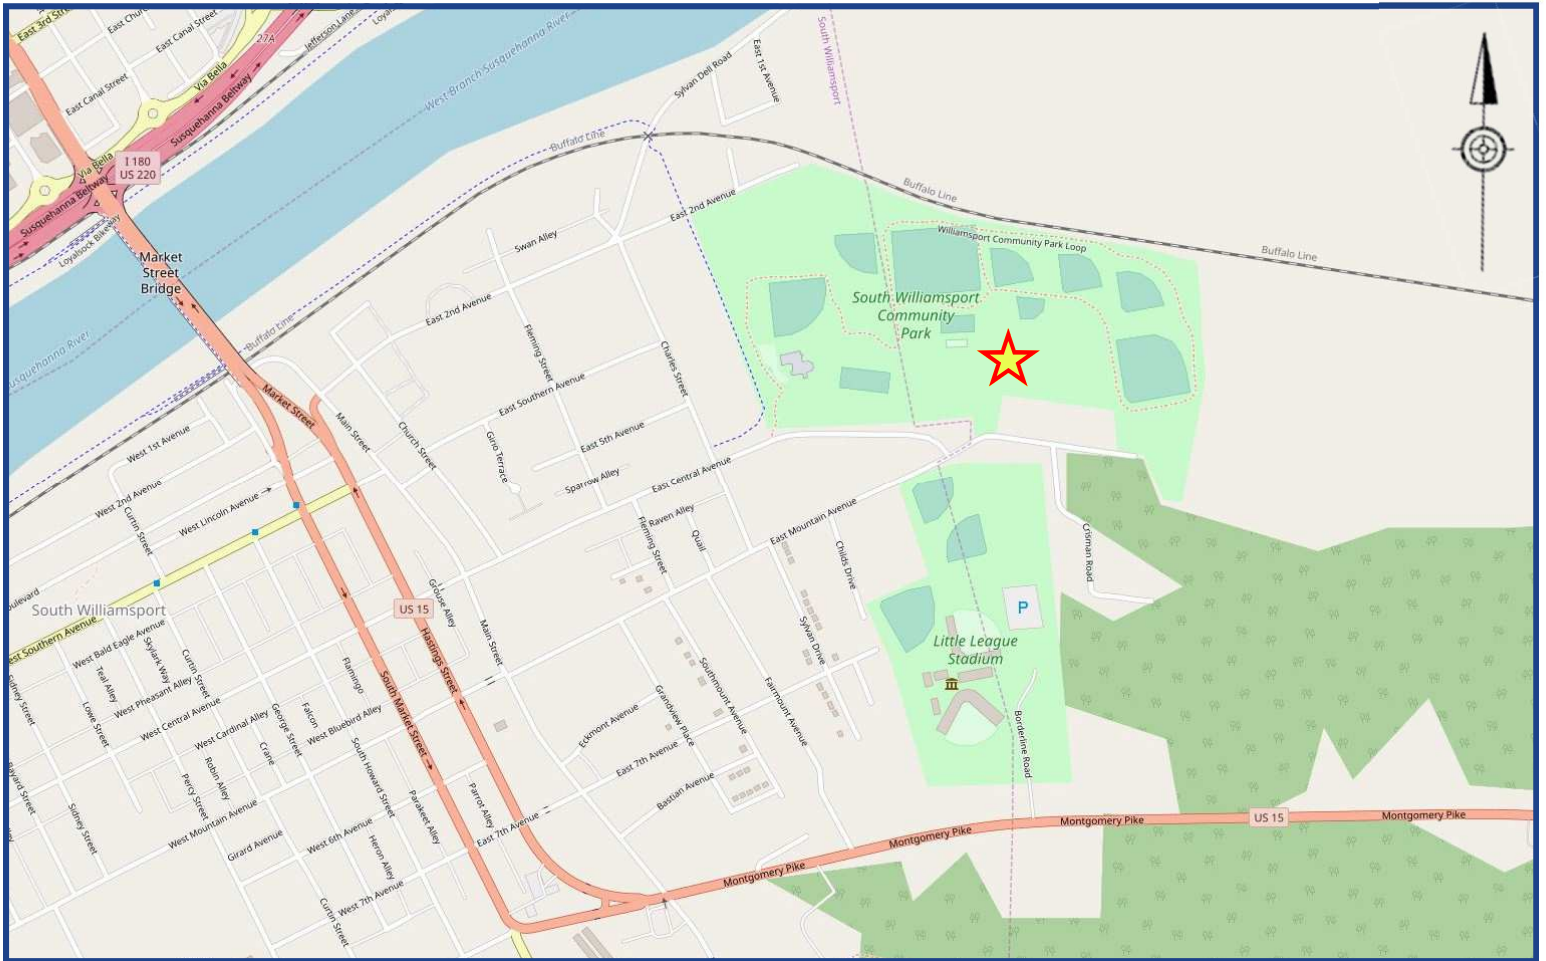 East 3rd Stre
East Canal Street
East Canal Street
27A
Jefferson Lane
Via Bella
Susquehanna Beltway
Via Bella
I 180
US 220
Susquehanna Beltway
Loyalsock Bikeway
West Branch Susquehanna River
Sylvan Dell Road
East 1st Avenue
South Williamsport
Buffalo Line
Buffalo Line
Buffalo Line
Buffalo Line
Market
Street
Bridge
usquehanna River
East 2nd Avenue
Swan Alley
East 2nd Avenue
Williamsport Community Park Loop
South Williamsport
Community
Park
Fleming Street
Charles Street
East Southern Avenue
East 5th Avenue
Market Street
Main Street
Church Street
Girio Terrace
Sparrow Alley
East Central Avenue
West 1st Avenue
West 2nd Avenue
West Lincoln Avenue
Curtin Street
Raven Alley
Fleming Street
Quail
East Mountain Avenue
Childs Drive
Crisman Road
oulevard
South Williamsport
est Southern Avenue
US 15
Grouse Alley
Main Street
Hastings Street
Sylvan Drive
P
Little League
Stadium
West Bald Eagle Avenue
Skylark Way
Curtin Street
Teal Alley
West Pheasant Alley
Sidney Street
Lowe Street
West Central Avenue
West Cardinal Alley
George Street
Falcon
Flamingo
West Bluebird Alley
South Market Street
Southmount Avenue
Grandview Place
Fairmount Avenue
Eckmont Avenue
East 7th Avenue
Bastian Avenue
Borderline Road
Bayard Street
Sidney Street
Percy Street
Robin Alley
Crane
South Howard Street
Parakeet Alley
Parrot Alley
East 7th Avenue
West Mountain Avenue
Girard Avenue
West 6th Avenue
Heron Alley
West 7th Avenue
Curtin Street
Montgomery Pike
Montgomery Pike
Montgomery Pike
US 15
Montgomery Pike